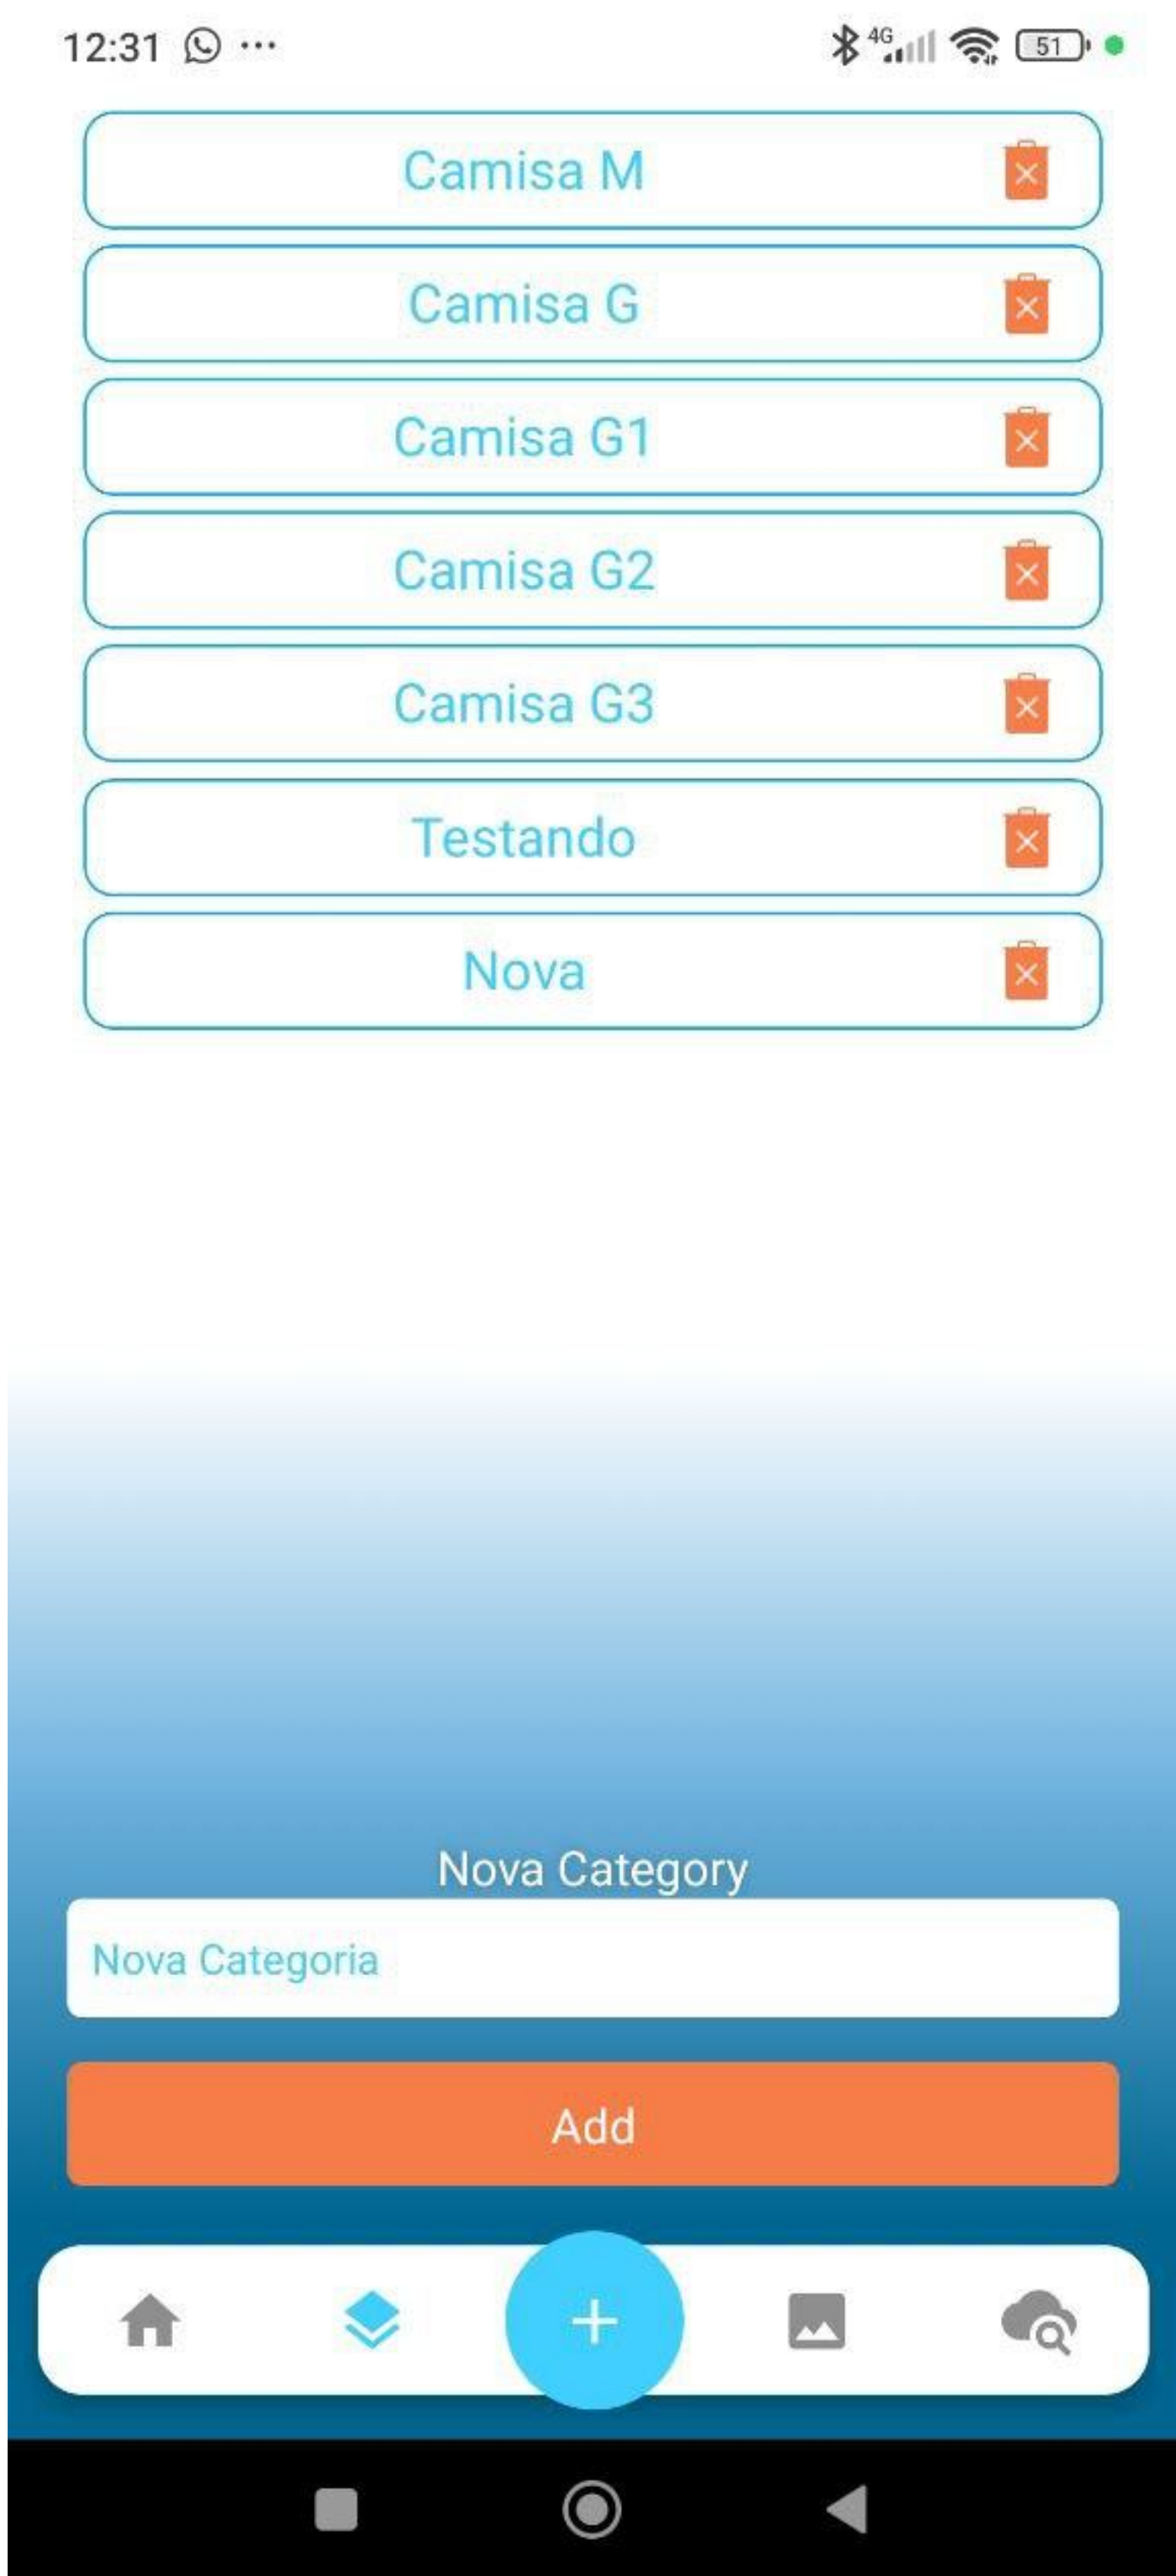 12:31
4G
51
Camisa M
Camisa G
Camisa G1
Camisa G2
Camisa G3
Testando
Nova
Nova Category
Nova Categoria
Add